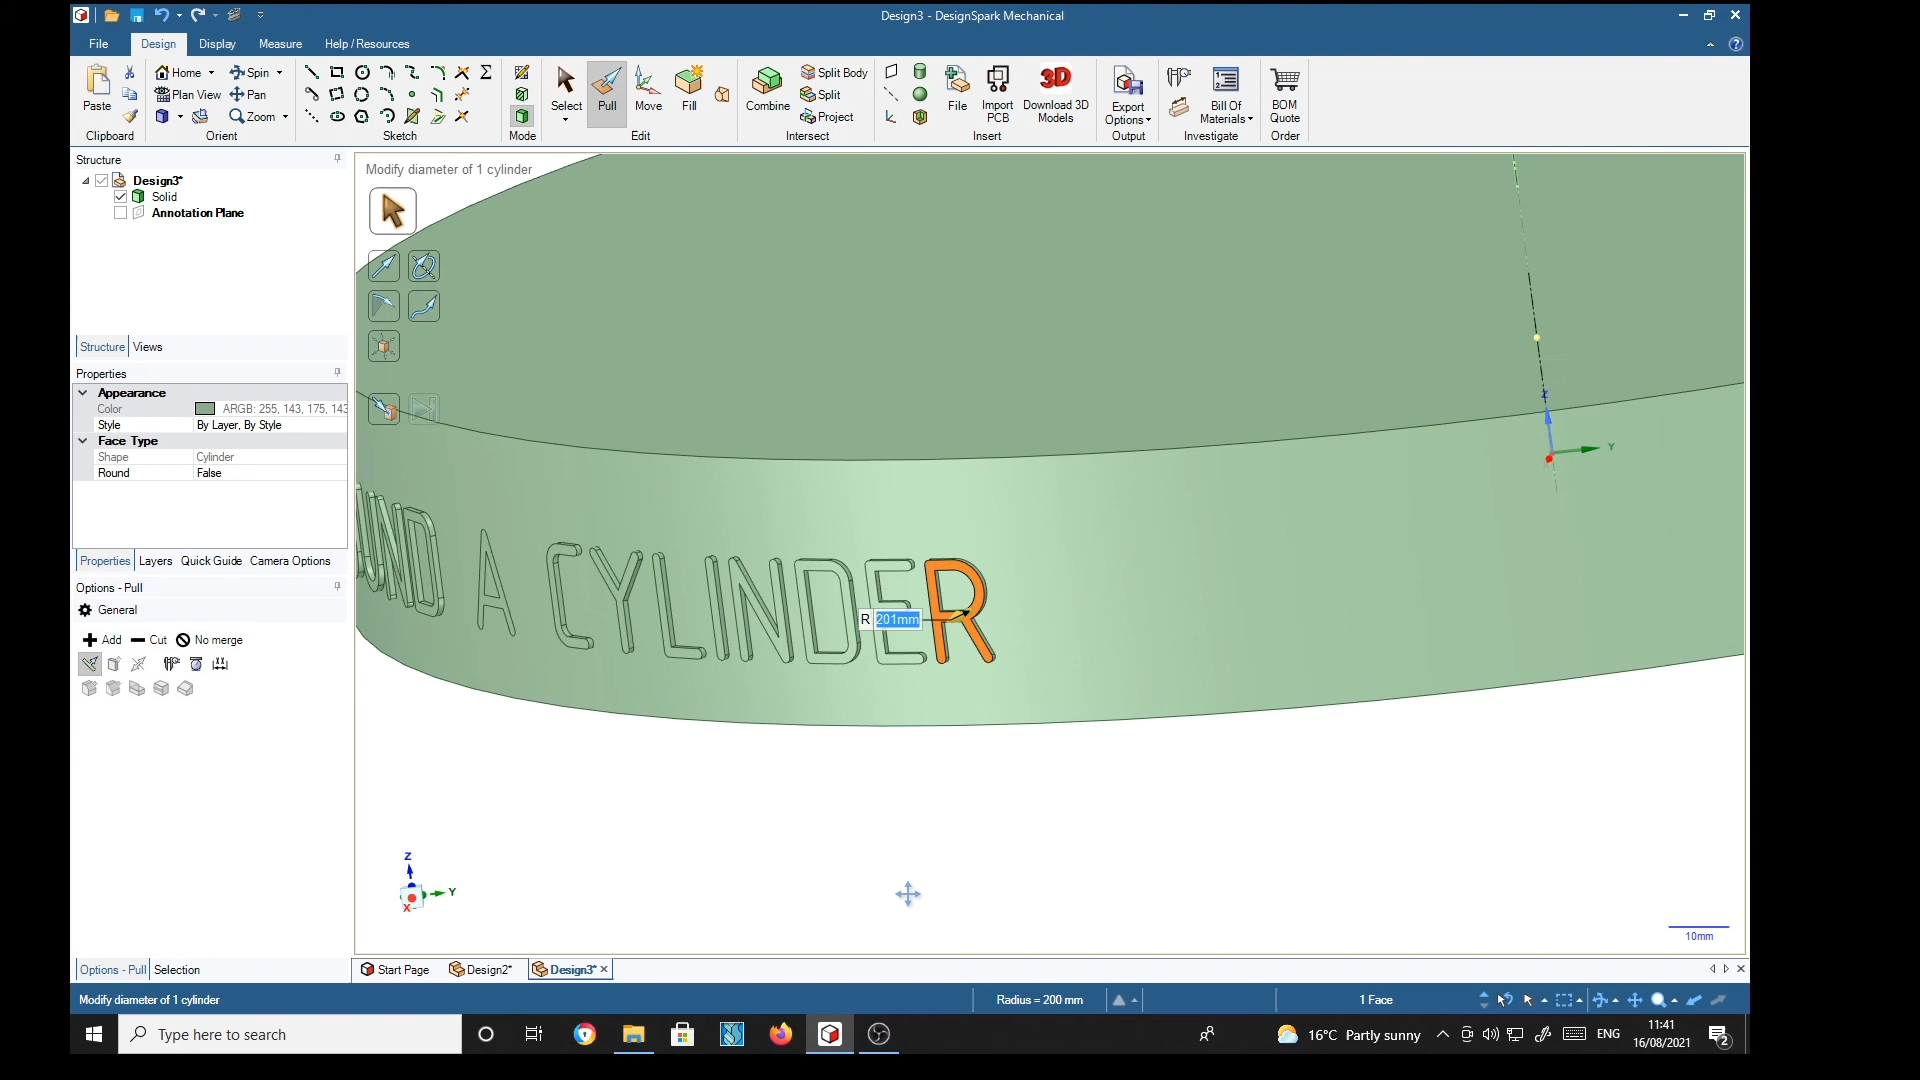 Design3 - DesignSpark Mechanical
File Design Display Measure Help / Resources
Paste
Clipboard
Home Spin
Plan View Pan
Zoom
Orient
Sketch
Mode
Select Pull Move Fill
Edit
Combine
Split Body
Split
Project
Intersect
File
Import PCB
3D
Download 3D Models
Insert
Export Options
Output
Bill Of Materials
Investigate
BOM Quote
Order
Structure
Design3*
Solid
Annotation Plane
Structure Views
Properties
Appearance
Color ARGB: 255, 143, 175, 143
Style By Layer, By Style
Face Type
Shape Cylinder
Round False
Properties Layers Quick Guide Camera Options
Options - Pull
General
Add Cut No merge
Options - Pull Selection
Modify diameter of 1 cylinder
Z
Y
UND A CYLINDER
R 201mm
Z
Y
X
10mm
Start Page Design2* Design3*
Modify diameter of 1 cylinder Radius = 200 mm 1 Face
Type here to search
16°C Partly sunny
ENG
11:41
16/08/2021
2